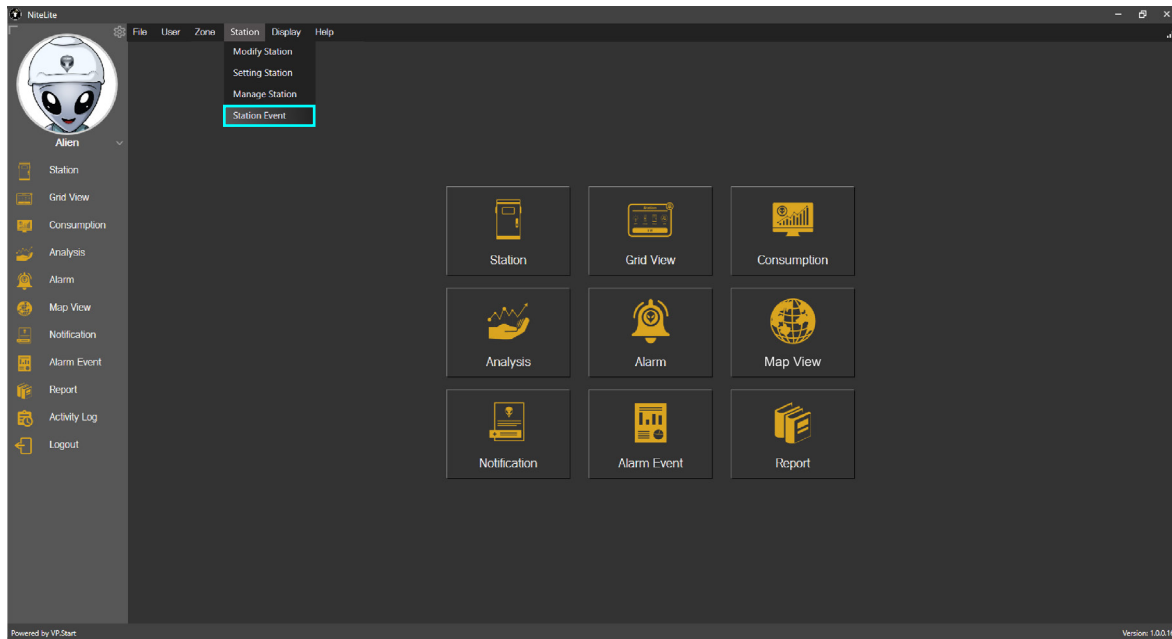 NiteLite
File User Zone Station Display Help
Modify Station
Setting Station
Manage Station
Station Event
Alien
Station
Grid View
Consumption
Analysis
Alarm
Map View
Notification
Alarm Event
Report
Activity Log
Logout
Station
Grid View
Consumption
Analysis
Alarm
Map View
Notification
Alarm Event
Report
Powered by VP.Start
Version: 1.0.0.16